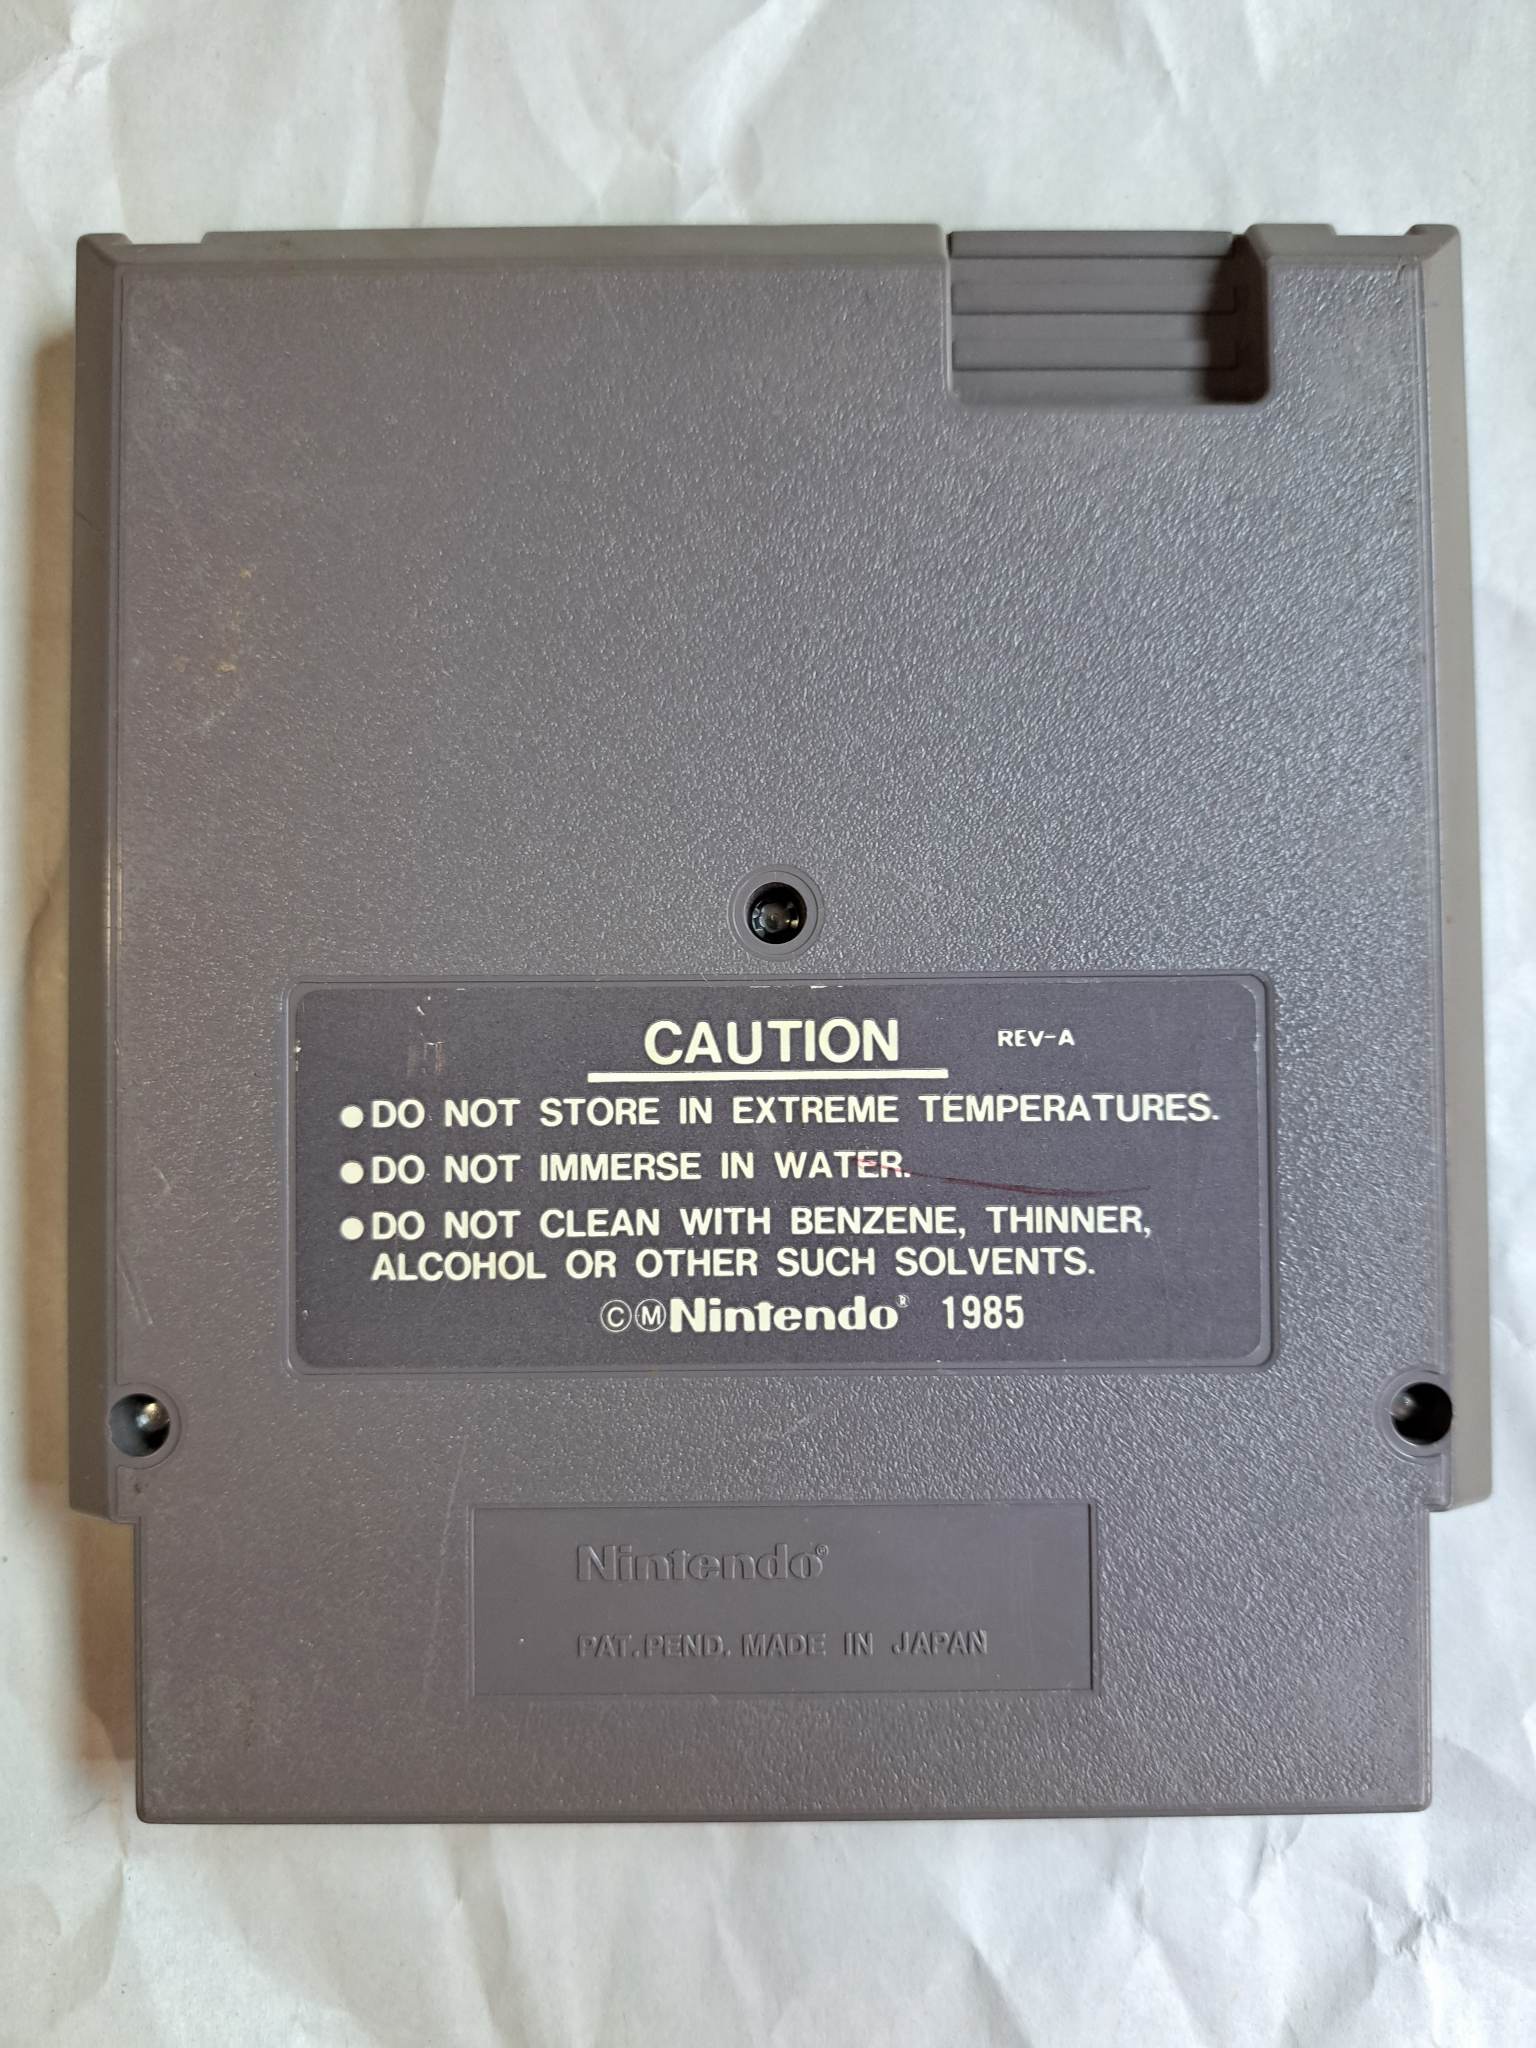 CAUTION REV-A
●DO NOT STORE IN EXTREME TEMPERATURES.
●DO NOT IMMERSE IN WATER.
●DO NOT CLEAN WITH BENZENE, THINNER,
ALCOHOL OR OTHER SUCH SOLVENTS.
©ⓂNintendo® 1985
Nintendo®
PAT. PEND. MADE IN JAPAN